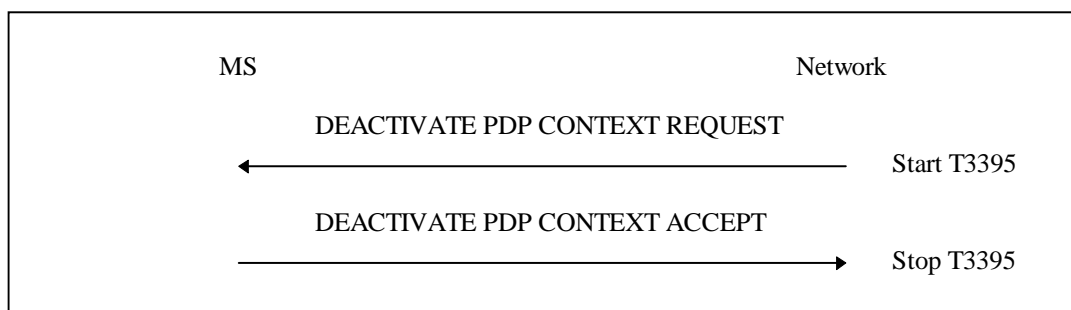 MS Network
DEACTIVATE PDP CONTEXT REQUEST
Start T3395
DEACTIVATE PDP CONTEXT ACCEPT
Stop T3395